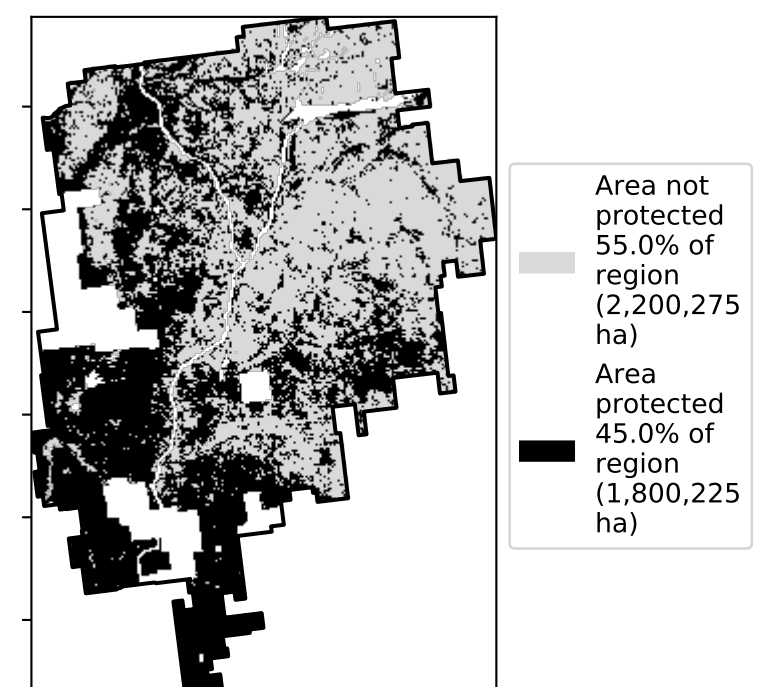 Area not
protected
55.0% of
region
(2,200,275
ha)
Area
protected
45.0% of
region
(1,800,225
ha)